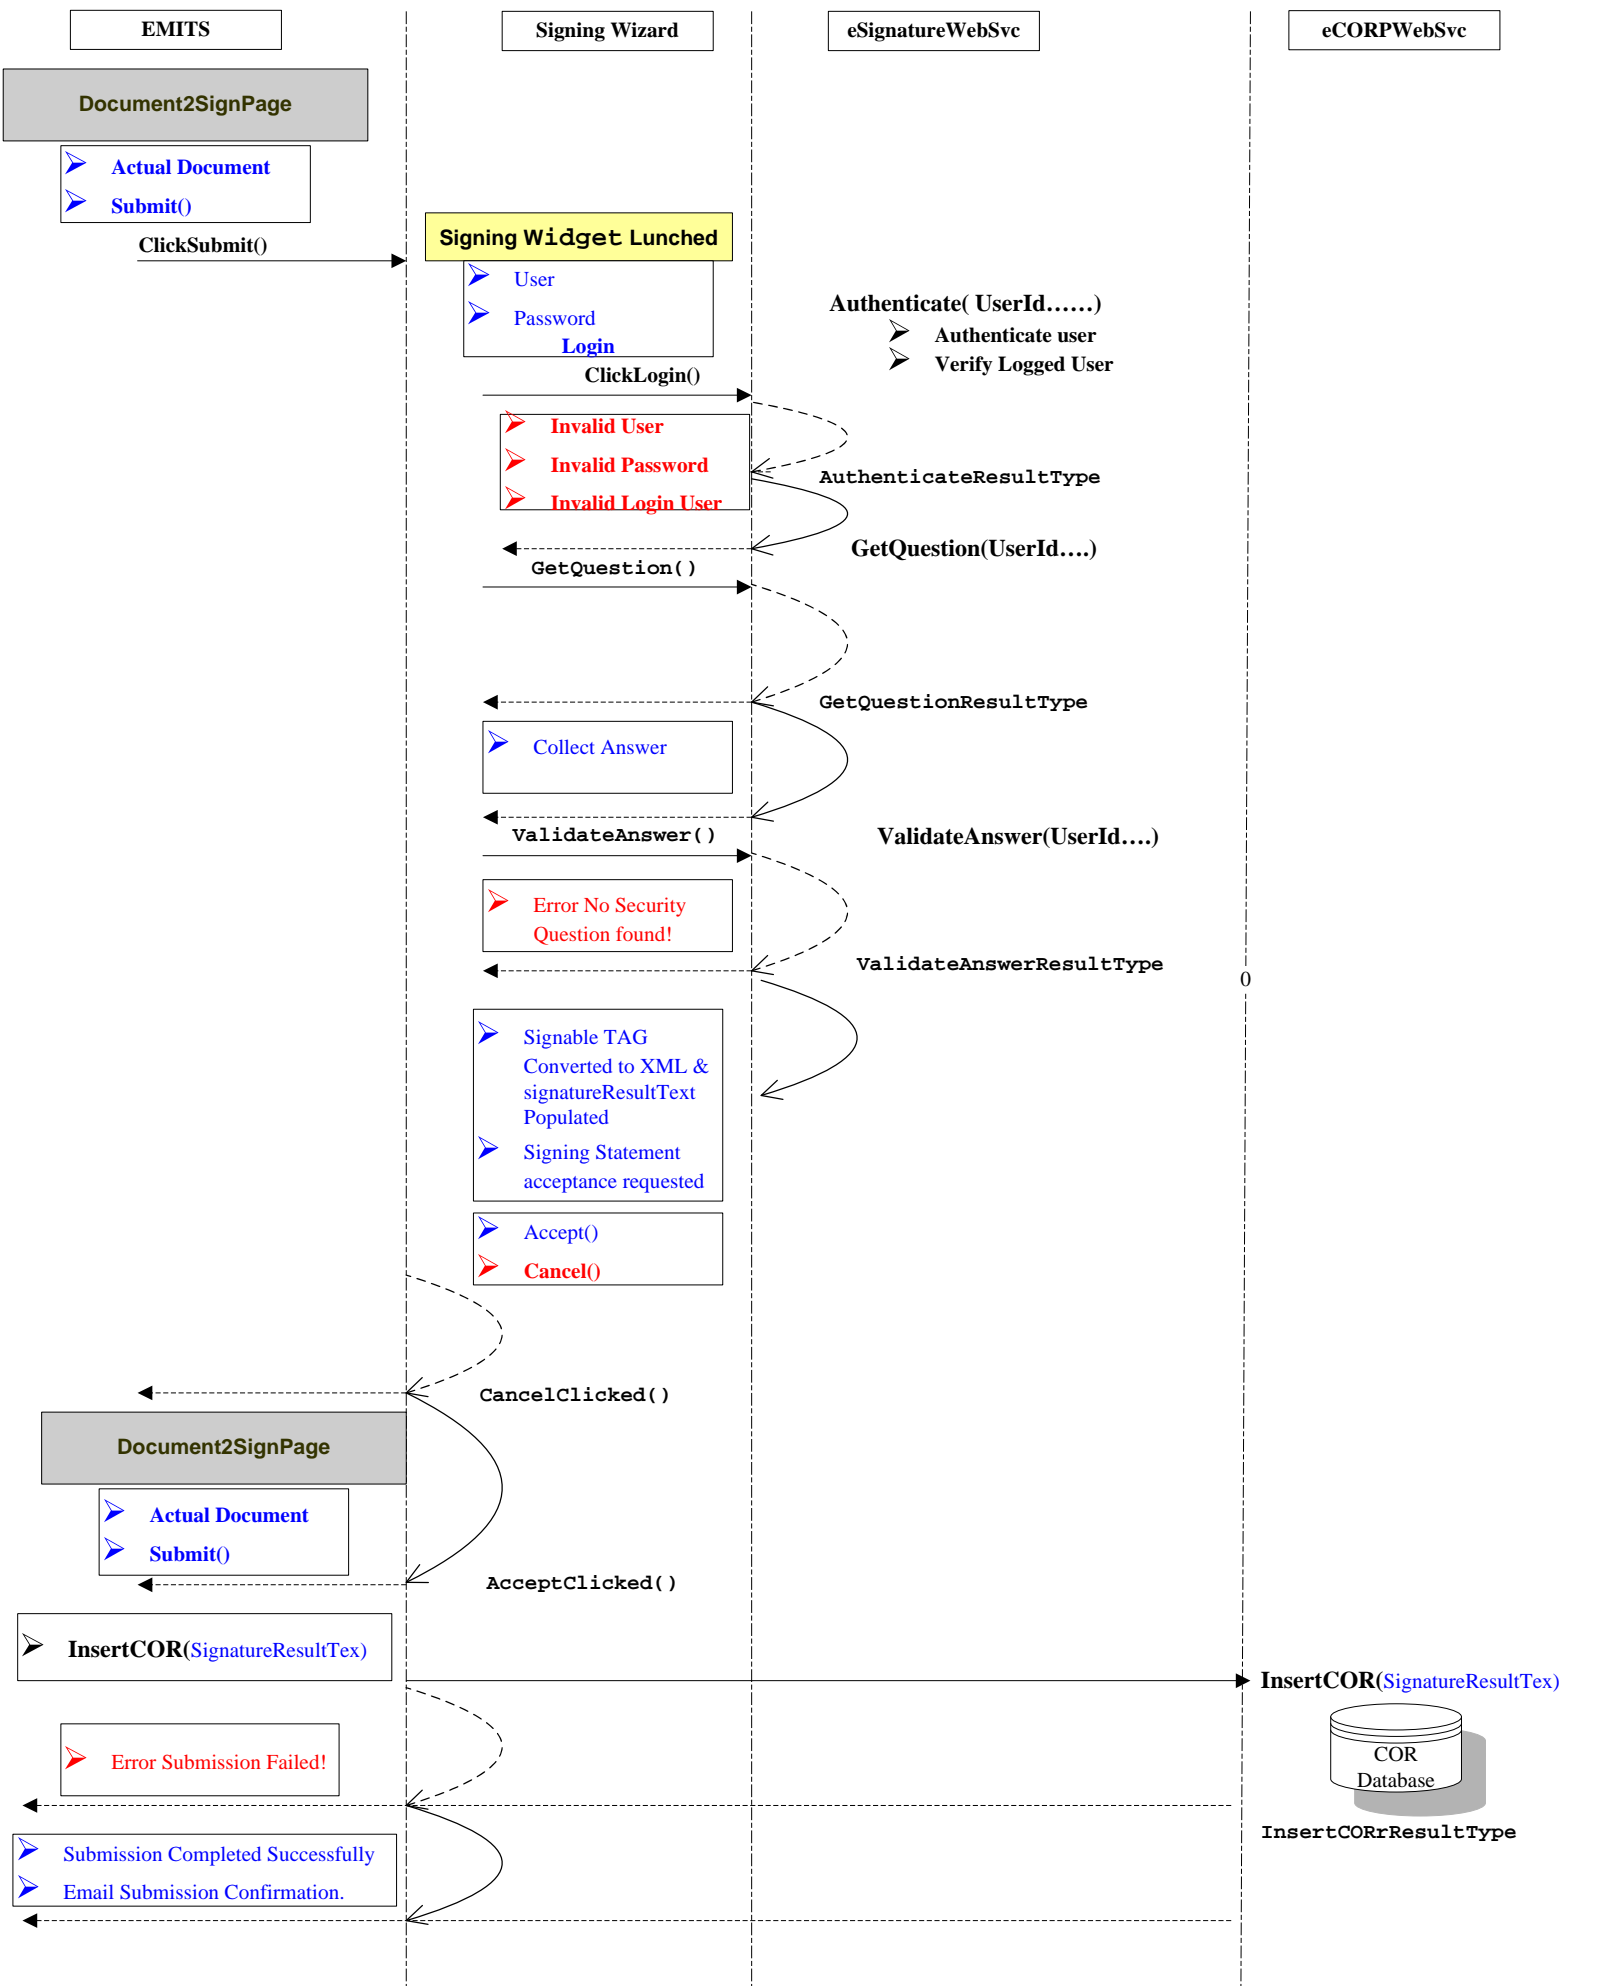 EMITS
Signing Wizard
eSignatureWebSvc
eCORPWebSvc
Document2SignPage
Actual Document
Submit()
ClickSubmit()
Signing Widget Lunched
User
Password
Login
Authenticate( UserId……)
Authenticate user
Verify Logged User
ClickLogin()
Invalid User
Invalid Password
Invalid Login User
AuthenticateResultType
GetQuestion(UserId….)
GetQuestion()
GetQuestionResultType
Collect Answer
ValidateAnswer()
ValidateAnswer(UserId….)
Error No Security
Question found!
ValidateAnswerResultType
0
Signable TAG
Converted to XML &
signatureResultText
Populated
Signing Statement
acceptance requested
Accept()
Cancel()
CancelClicked()
Document2SignPage
Actual Document
Submit()
AcceptClicked()
InsertCOR(SignatureResultTex)
InsertCOR(SignatureResultTex)
COR
Database
Error Submission Failed!
InsertCORrResultType
Submission Completed Successfully
Email Submission Confirmation.